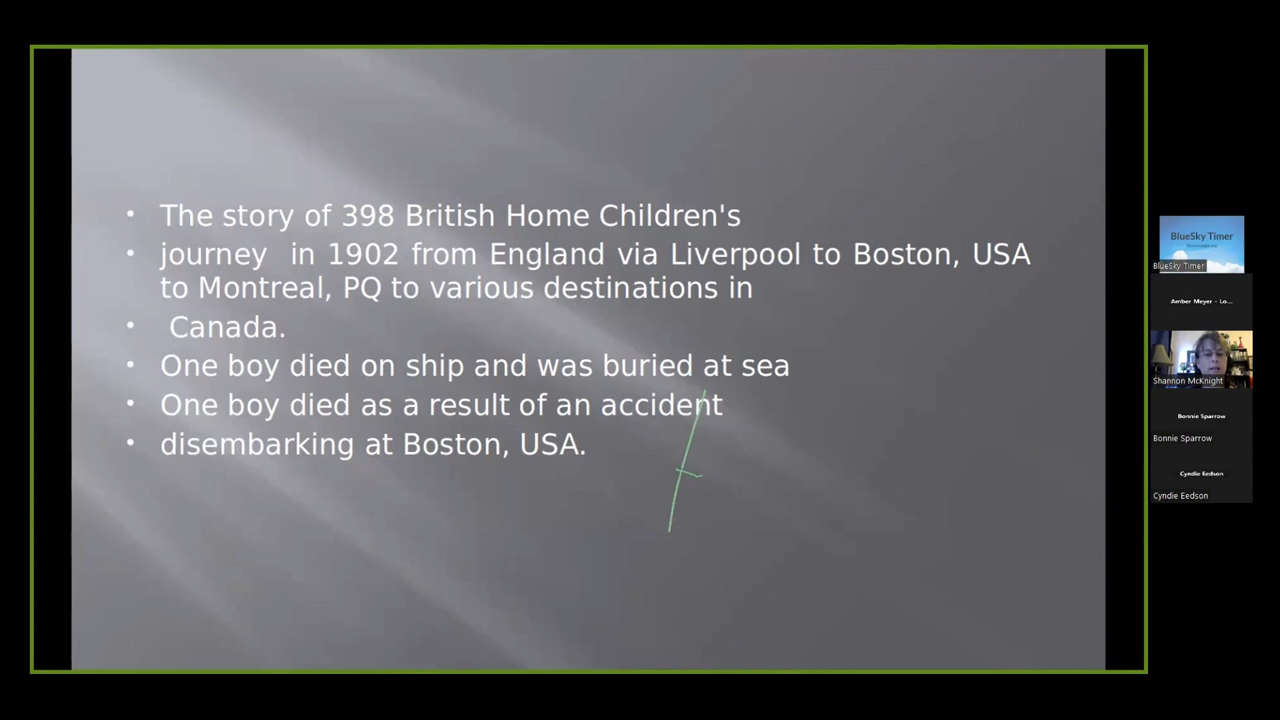 • The story of 398 British Home Children's
• journey in 1902 from England via Liverpool to Boston, USA
to Montreal, PQ to various destinations in
• Canada.
• One boy died on ship and was buried at sea
• One boy died as a result of an accident
• disembarking at Boston, USA.
BlueSky Timer
BlueSky Timer
Amber Meyer - Lo...
Shannon McKnight
Bonnie Sparrow
Bonnie Sparrow
Cyndie Eedson
Cyndie Eedson